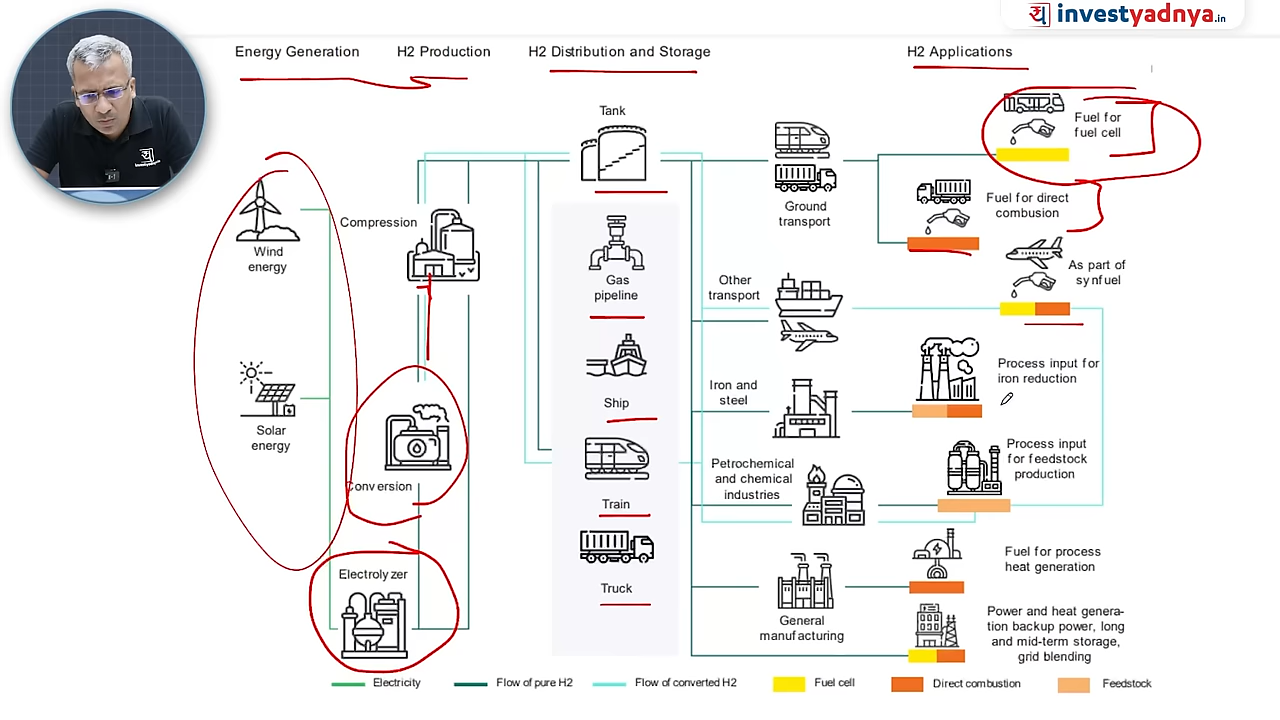 investyadnya.in
Energy Generation
H2 Production
H2 Distribution and Storage
H2 Applications
Wind
energy
Solar
energy
Compression
Conversion
Electrolyzer
Tank
Gas
pipeline
Ship
Train
Truck
Ground
transport
Other
transport
Iron and
steel
Petrochemical
and chemical
industries
General
manufacturing
Fuel for
fuel cell
Fuel for direct
combusion
As part of
synfuel
Process input for
iron reduction
Process input
for feedstock
production
Fuel for process
heat generation
Power and heat genera-
tion backup power, long
and mid-term storage,
grid blending
Electricity
Flow of pure H2
Flow of converted H2
Fuel cell
Direct combustion
Feedstock